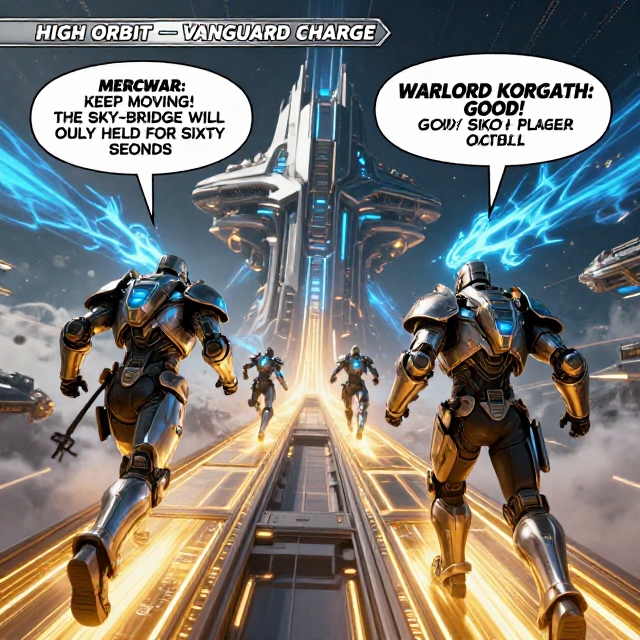 HIGH ORBIT — VANGUARD CHARGE
MERCWAR:
KEEP MOVING!
THE SKY-BRIDGE WILL
OULY HELD FOR SIXTY
SEONDS
WARLORD KORGATH:
GOOD!
PLAGER